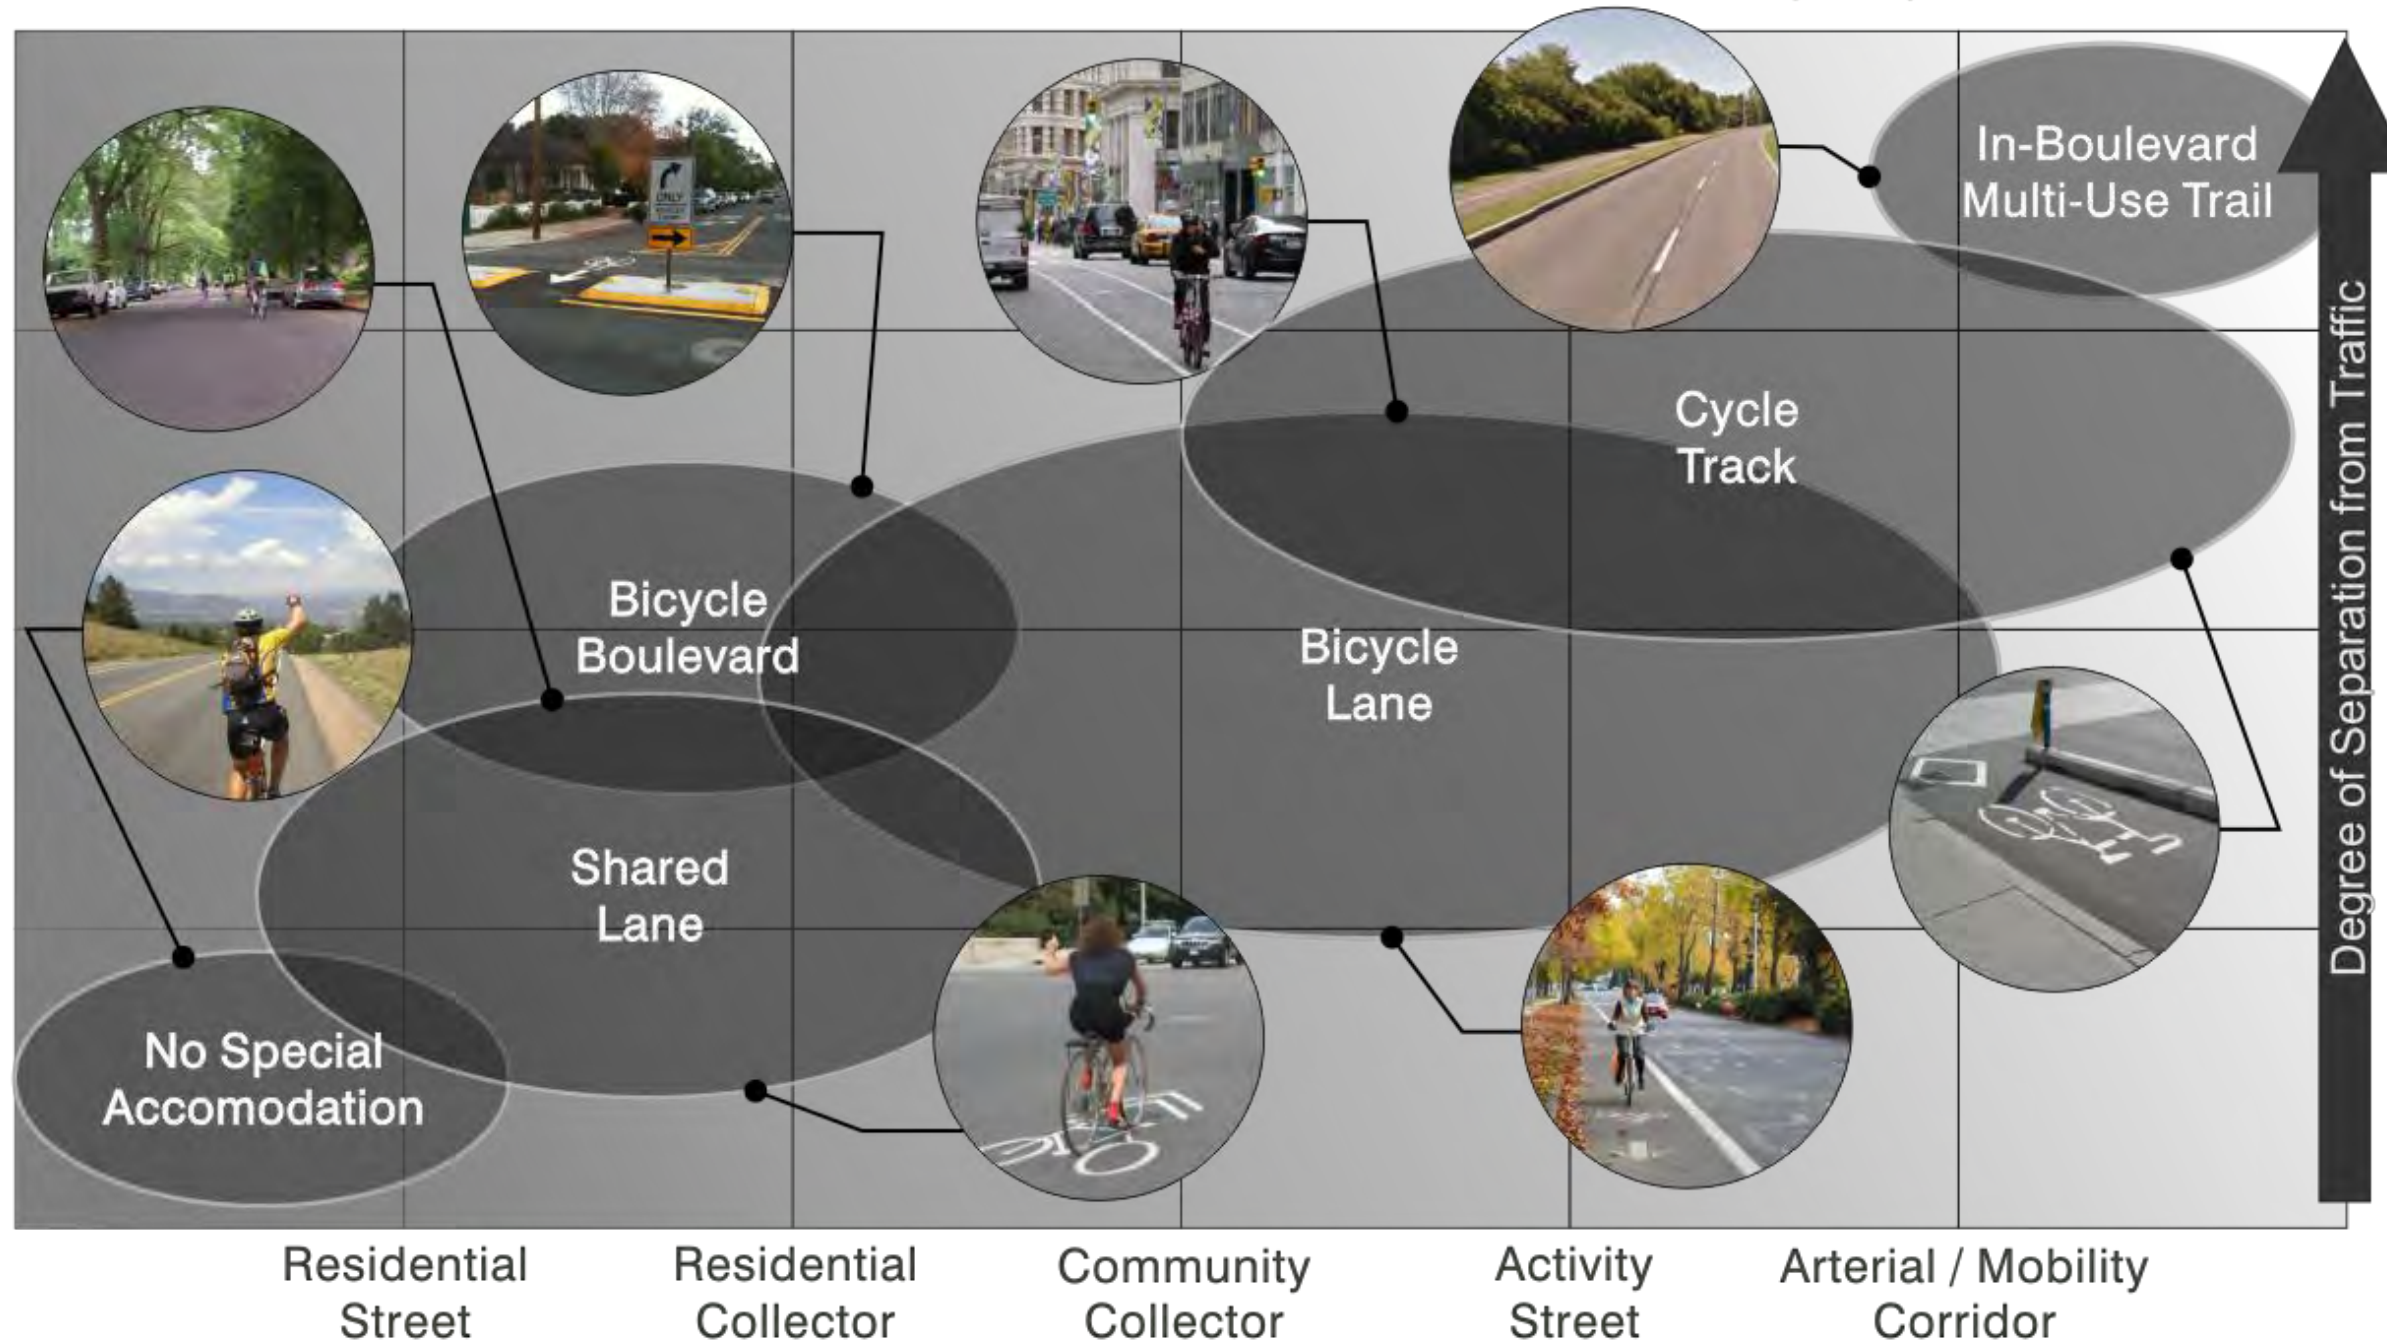 In-Boulevard
Multi-Use Trail
ONLY
Cycle
Track
Bicycle
Boulevard
Bicycle
Lane
Shared
Lane
No Special
Accomodation
Degree of Separation from Traffic
Residential
Street
Residential
Collector
Community
Collector
Activity
Street
Arterial / Mobility
Corridor